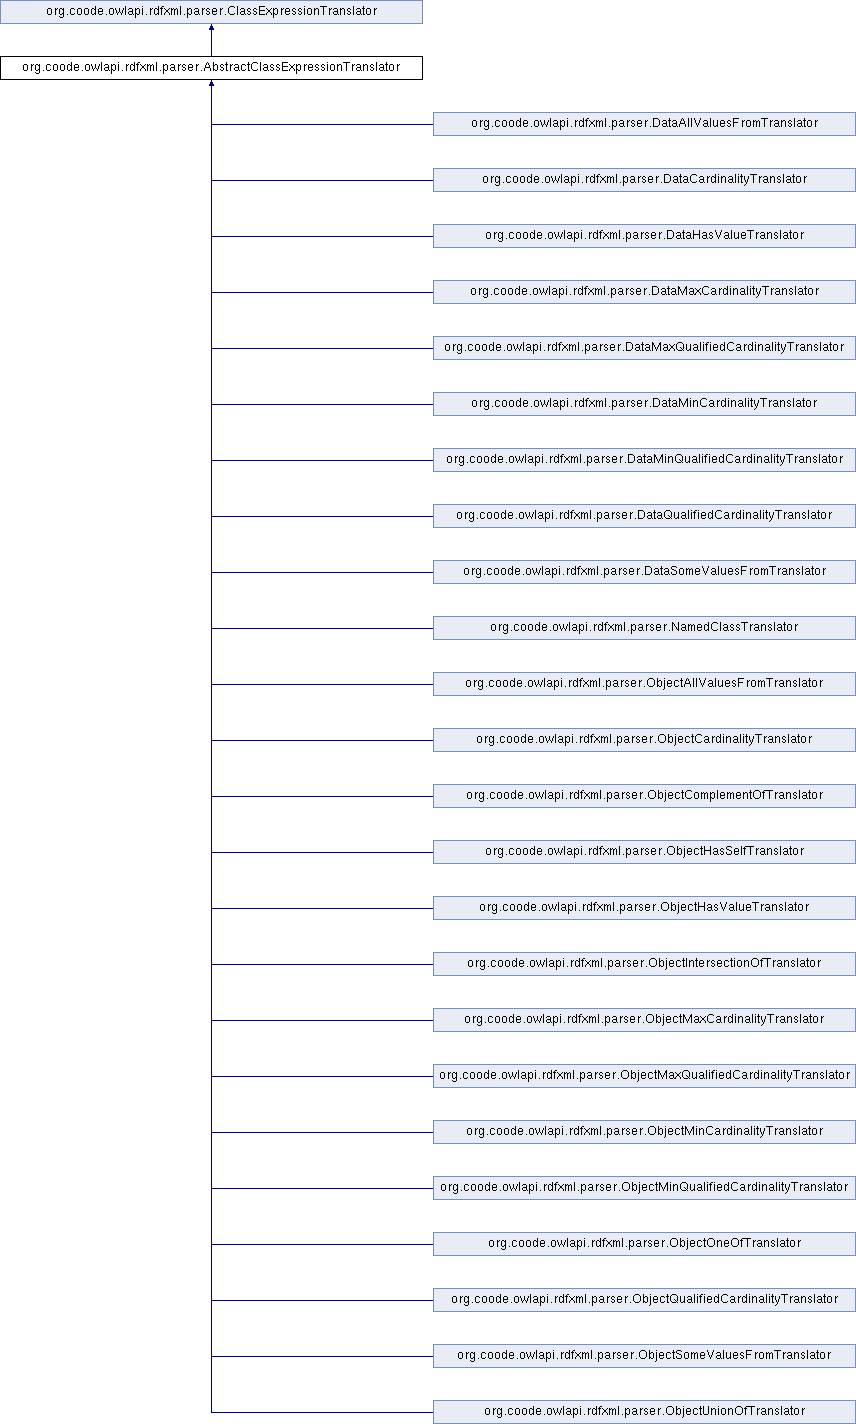 org.coode.owlapi.rdfxml.parser.ClassExpressionTranslator
org.coode.owlapi.rdfxml.parser.AbstractClassExpressionTranslator
org.coode.owlapi.rdfxml.parser.DataAllValuesFromTranslator
org.coode.owlapi.rdfxml.parser.DataCardinalityTranslator
org.coode.owlapi.rdfxml.parser.DataHasValueTranslator
org.coode.owlapi.rdfxml.parser.DataMaxCardinalityTranslator
org.coode.owlapi.rdfxml.parser.DataMaxQualifiedCardinalityTranslator
org.coode.owlapi.rdfxml.parser.DataMinCardinalityTranslator
org.coode.owlapi.rdfxml.parser.DataMinQualifiedCardinalityTranslator
org.coode.owlapi.rdfxml.parser.DataQualifiedCardinalityTranslator
org.coode.owlapi.rdfxml.parser.DataSomeValuesFromTranslator
org.coode.owlapi.rdfxml.parser.NamedClassTranslator
org.coode.owlapi.rdfxml.parser.ObjectAllValuesFromTranslator
org.coode.owlapi.rdfxml.parser.ObjectCardinalityTranslator
org.coode.owlapi.rdfxml.parser.ObjectComplementOfTranslator
org.coode.owlapi.rdfxml.parser.ObjectHasSelfTranslator
org.coode.owlapi.rdfxml.parser.ObjectHasValueTranslator
org.coode.owlapi.rdfxml.parser.ObjectIntersectionOfTranslator
org.coode.owlapi.rdfxml.parser.ObjectMaxCardinalityTranslator
org.coode.owlapi.rdfxml.parser.ObjectMaxQualifiedCardinalityTranslator
org.coode.owlapi.rdfxml.parser.ObjectMinCardinalityTranslator
org.coode.owlapi.rdfxml.parser.ObjectMinQualifiedCardinalityTranslator
org.coode.owlapi.rdfxml.parser.ObjectOneOfTranslator
org.coode.owlapi.rdfxml.parser.ObjectQualifiedCardinalityTranslator
org.coode.owlapi.rdfxml.parser.ObjectSomeValuesFromTranslator
org.coode.owlapi.rdfxml.parser.ObjectUnionOfTranslator